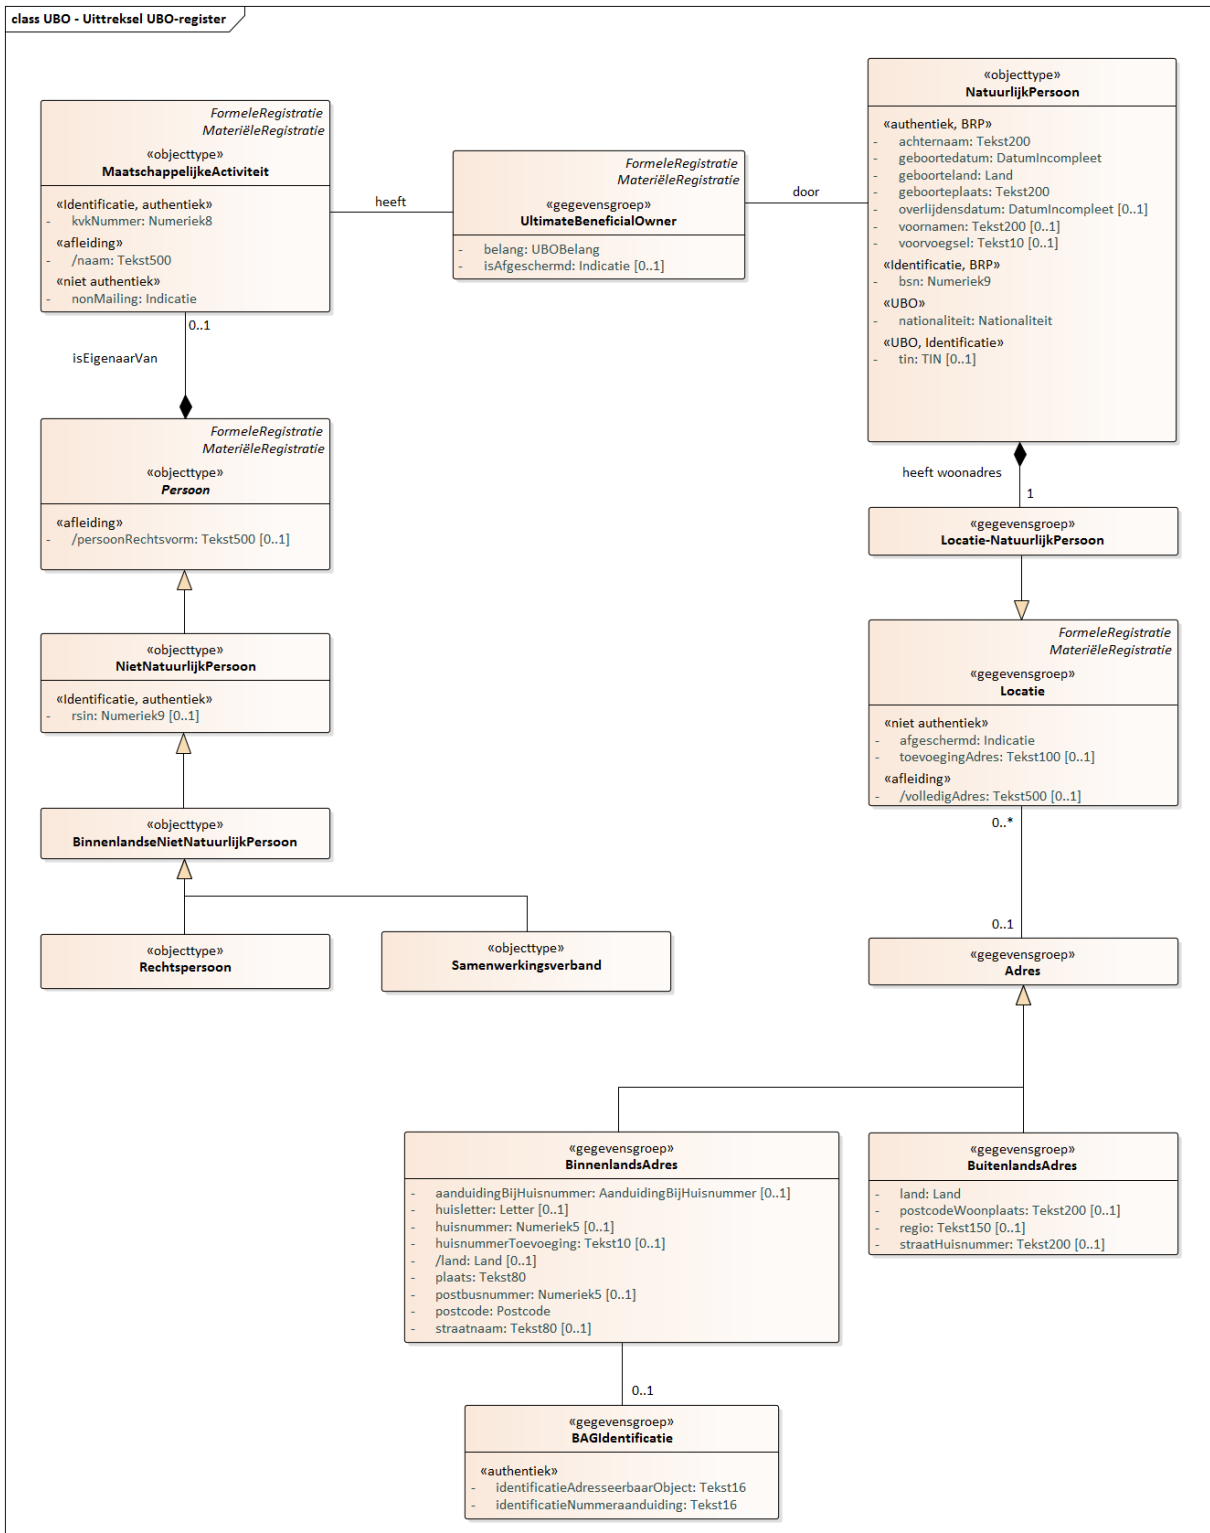 class UBO - Uittreksel UBO-register
FormeleRegistratie
MateriëleRegistratie
«objecttype»
MaatschappelijkeActiviteit
«Identificatie, authentiek»
- kvkNummer: Numeriek8
«afleiding»
- /naam: Tekst500
«niet authentiek»
- nonMailing: Indicatie
heeft
FormeleRegistratie
MateriëleRegistratie
«gegevensgroep»
UltimateBeneficialOwner
- belang: UBOBelang
- isAfgeschermd: Indicatie [0..1]
door
«objecttype»
NatuurlijkPersoon
«authentiek, BRP»
- achternaam: Tekst200
- geboortedatum: DatumIncompleet
- geboorteland: Land
- geboorteplaats: Tekst200
- overlijdensdatum: DatumIncompleet [0..1]
- voornamen: Tekst200 [0..1]
- voorvoegsel: Tekst10 [0..1]
«Identificatie, BRP»
- bsn: Numeriek9
«UBO»
- nationaliteit: Nationaliteit
«UBO, Identificatie»
- tin: TIN [0..1]
0..1
isEigenaarVan
FormeleRegistratie
MateriëleRegistratie
«objecttype»
Persoon
«afleiding»
- /persoonRechtsvorm: Tekst500 [0..1]
heeft woonadres
1
«gegevensgroep»
Locatie-NatuurlijkPersoon
«objecttype»
NietNatuurlijkPersoon
«Identificatie, authentiek»
- rsin: Numeriek9 [0..1]
FormeleRegistratie
MateriëleRegistratie
«gegevensgroep»
Locatie
«niet authentiek»
- afgeschermd: Indicatie
- toevoegingAdres: Tekst100 [0..1]
«afleiding»
- /volledigAdres: Tekst500 [0..1]
«objecttype»
BinnenlandseNietNatuurlijkPersoon
0..*
0..1
«objecttype»
Rechtspersoon
«objecttype»
Samenwerkingsverband
«gegevensgroep»
Adres
«gegevensgroep»
BinnenlandsAdres
- aanduidingBijHuisnummer: AanduidingBijHuisnummer [0..1]
- huisletter: Letter [0..1]
- huisnummer: Numeriek5 [0..1]
- huisnummerToevoeging: Tekst10 [0..1]
- /land: Land [0..1]
- plaats: Tekst80
- postbusnummer: Numeriek5 [0..1]
- postcode: Postcode
- straatnaam: Tekst80 [0..1]
«gegevensgroep»
BuitenlandsAdres
- land: Land
- postcodeWoonplaats: Tekst200 [0..1]
- regio: Tekst150 [0..1]
- straatHuisnummer: Tekst200 [0..1]
0..1
«gegevensgroep»
BAGIdentificatie
«authentiek»
- identificatieAdresseerbaarObject: Tekst16
- identificatieNummeraanduiding: Tekst16